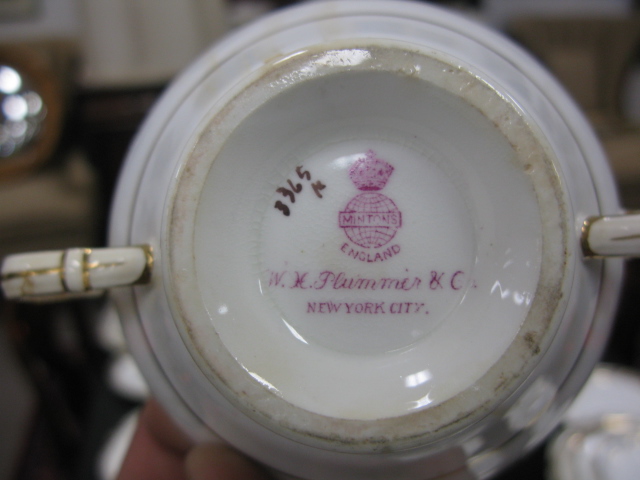 3365
MINTONS
ENGLAND
W. H. Plummer & Co.
NEW YORK CITY.